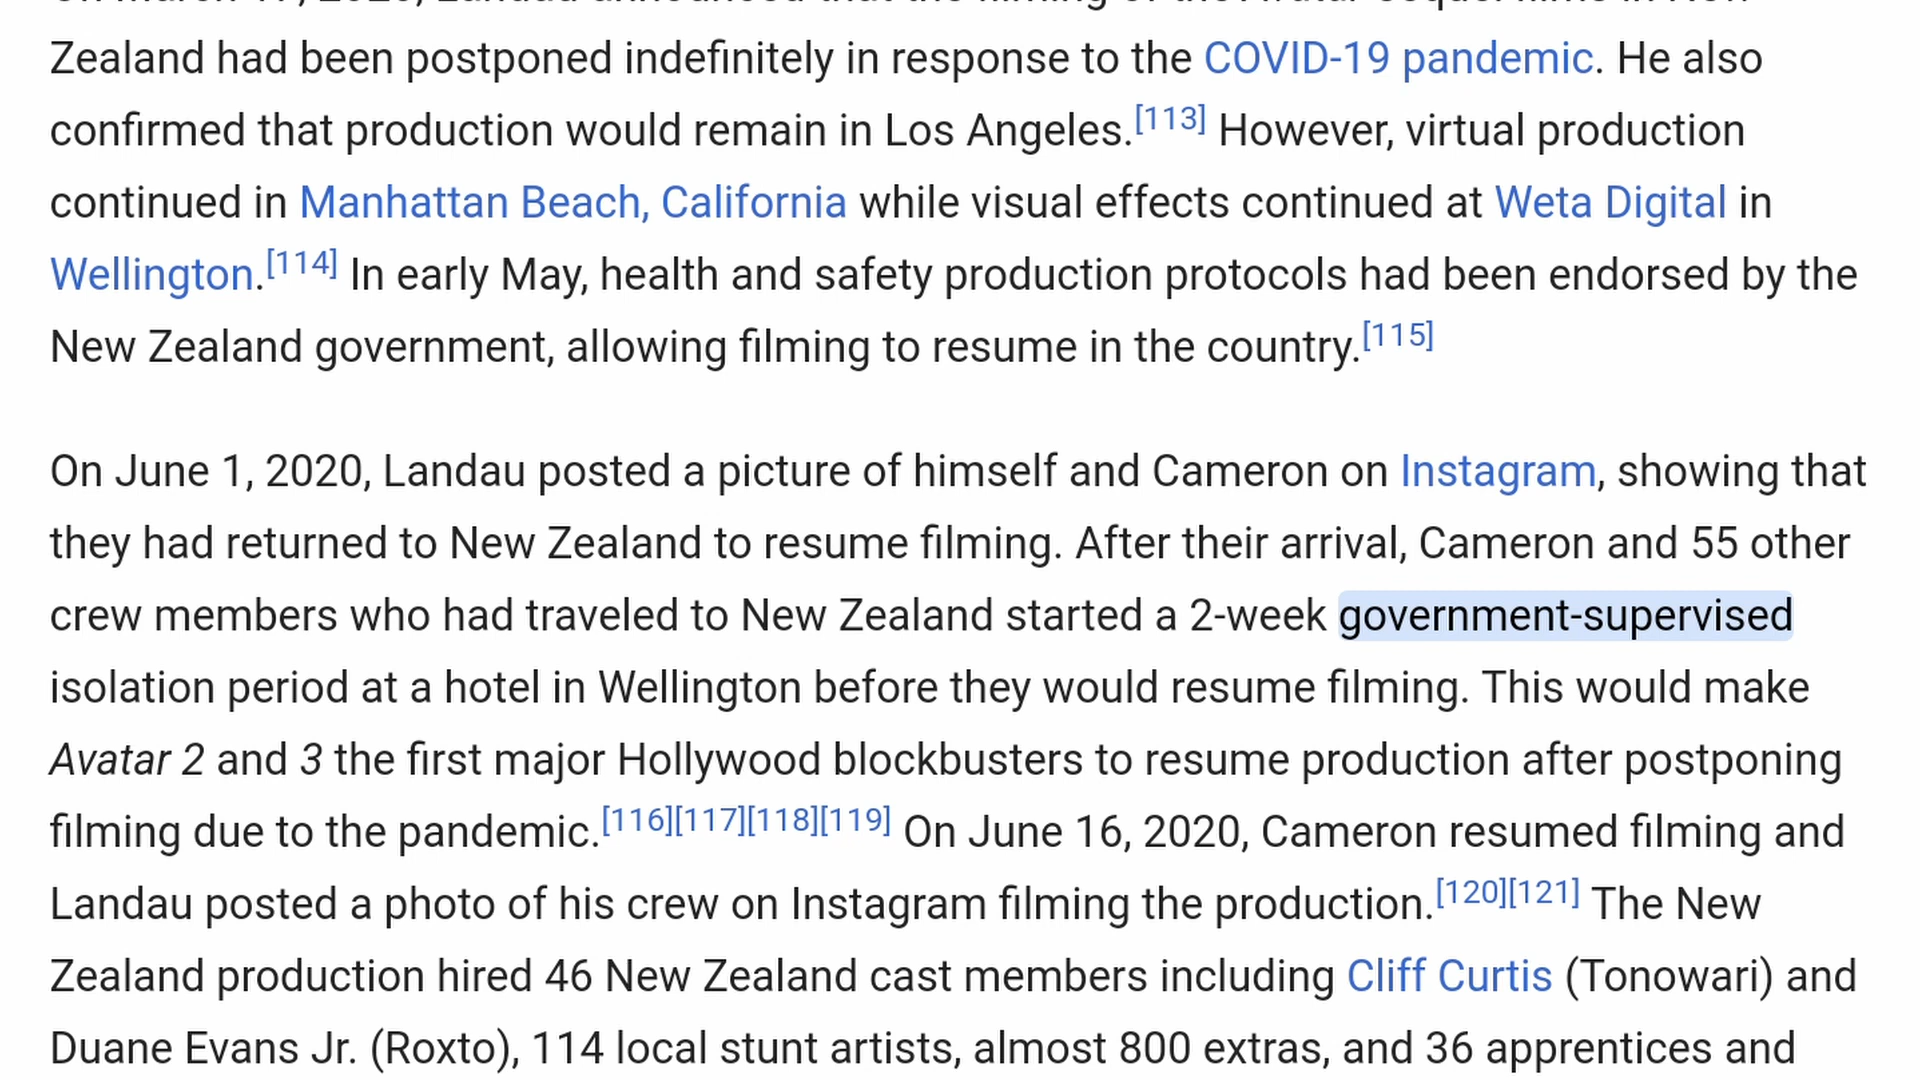 Zealand had been postponed indefinitely in response to the COVID-19 pandemic. He also
confirmed that production would remain in Los Angeles.[113] However, virtual production
continued in Manhattan Beach, California while visual effects continued at Weta Digital in
Wellington.[114] In early May, health and safety production protocols had been endorsed by the
New Zealand government, allowing filming to resume in the country.[115]
On June 1, 2020, Landau posted a picture of himself and Cameron on Instagram, showing that
they had returned to New Zealand to resume filming. After their arrival, Cameron and 55 other
crew members who had traveled to New Zealand started a 2-week government-supervised
isolation period at a hotel in Wellington before they would resume filming. This would make
Avatar 2 and 3 the first major Hollywood blockbusters to resume production after postponing
filming due to the pandemic.[116][117][118][119] On June 16, 2020, Cameron resumed filming and
Landau posted a photo of his crew on Instagram filming the production.[120][121] The New
Zealand production hired 46 New Zealand cast members including Cliff Curtis (Tonowari) and
Duane Evans Jr. (Roxto), 114 local stunt artists, almost 800 extras, and 36 apprentices and